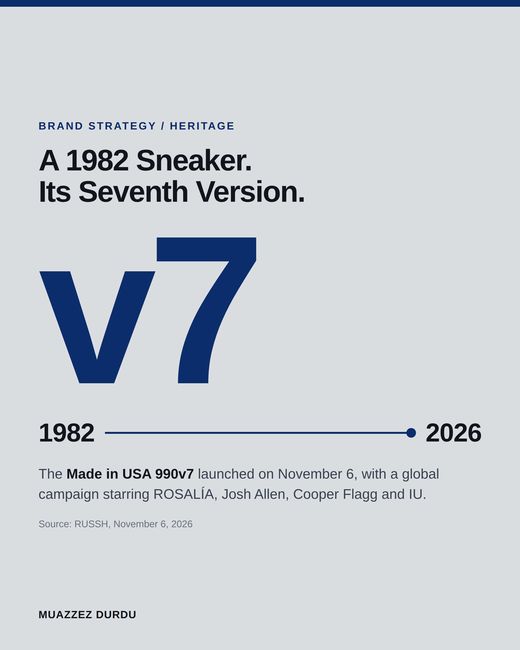 BRAND STRATEGY / HERITAGE
A 1982 Sneaker.
Its Seventh Version.
v7
1982 2026
The Made in USA 990v7 launched on November 6, with a global
campaign starring ROSALÍA, Josh Allen, Cooper Flagg and IU.
Source: RUSSH, November 6, 2026
MUAZZEZ DURDU